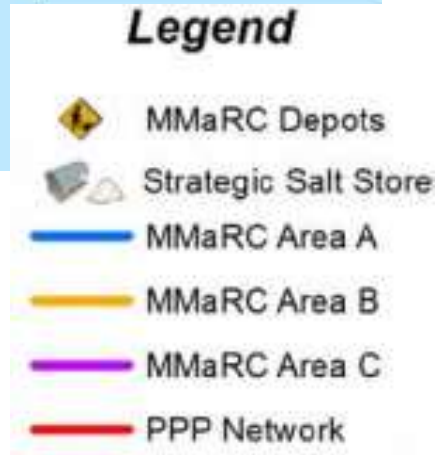 Legend
MMaRC Depots
Strategic Salt Store
MMaRC Area A
MMaRC Area B
MMaRC Area C
PPP Network